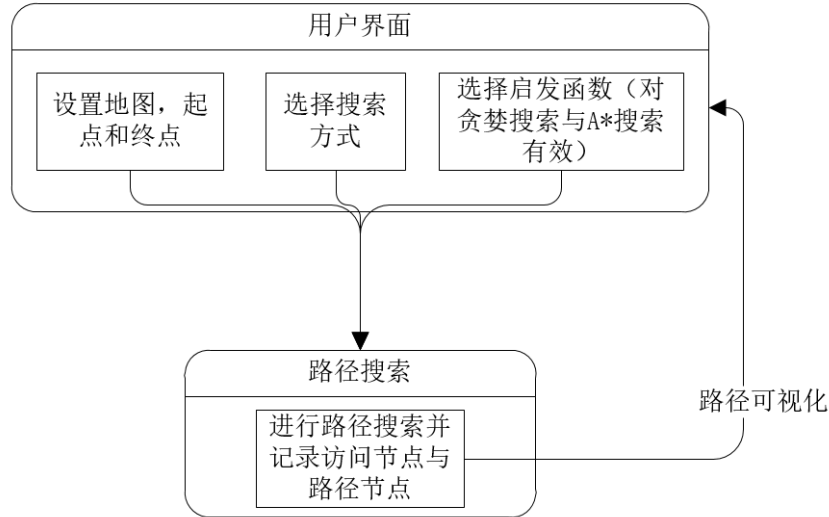 用户界面
设置地图，起
点和终点
选择搜索
方式
选择启发函数（对
贪婪搜索与A*搜索
有效）
路径搜索
进行路径搜索并
记录访问节点与
路径节点
路径可视化